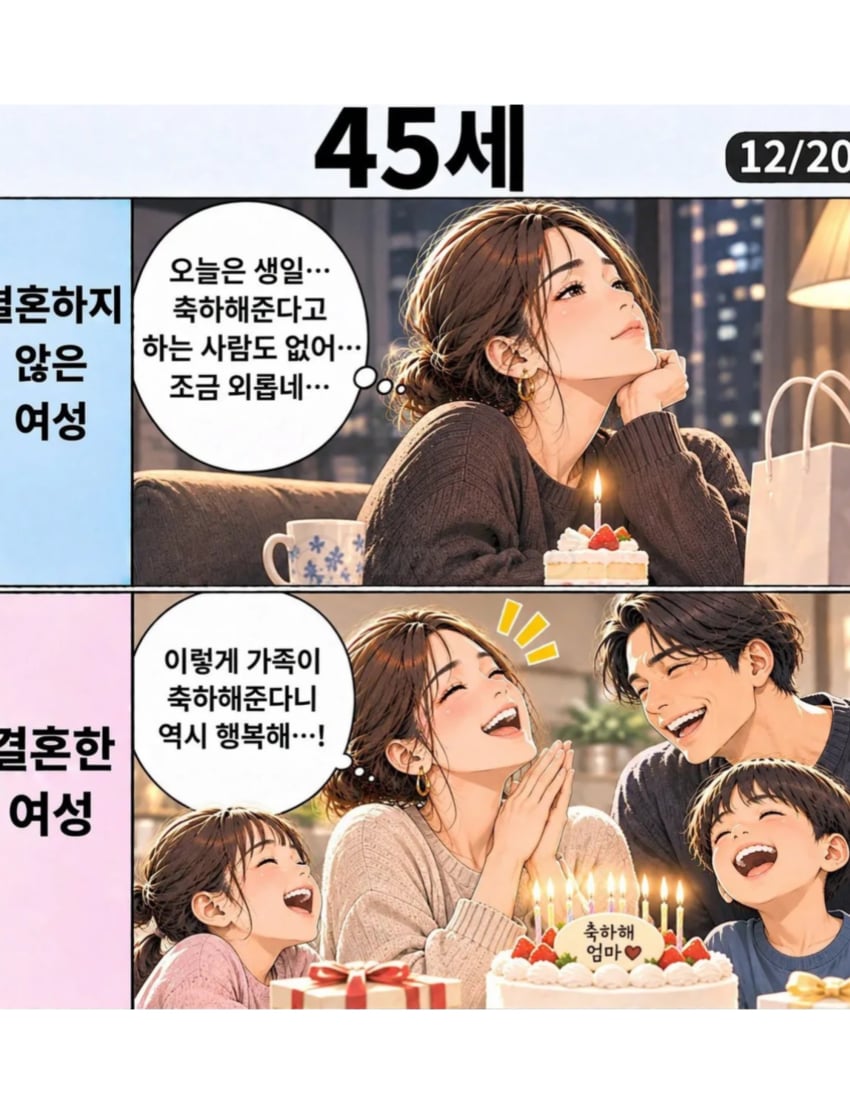 45세
12/20
결혼하지
않은
여성
오늘은 생일…
축하해준다고
하는 사람도 없어…
조금 외롭네…
결혼한
여성
이렇게 가족이
축하해준다니
역시 행복해…!
축하해
엄마♥